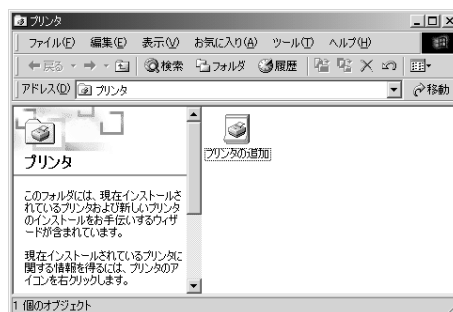 プリンタ
ファイル(F) 編集(E) 表示(V) お気に入り(A) ツール(T) ヘルプ(H)
戻る 検索 フォルダ 履歴
アドレス(D) プリンタ 移動
プリンタ
プリンタの追加
このフォルダには、現在インストールさ
れているプリンタおよび新しいプリンタ
のインストールをお手伝いするウィザ
ードが含まれています。
現在インストールされているプリンタに
関する情報を得るには、プリンタのア
イコンを右クリックします。
1 個のオブジェクト